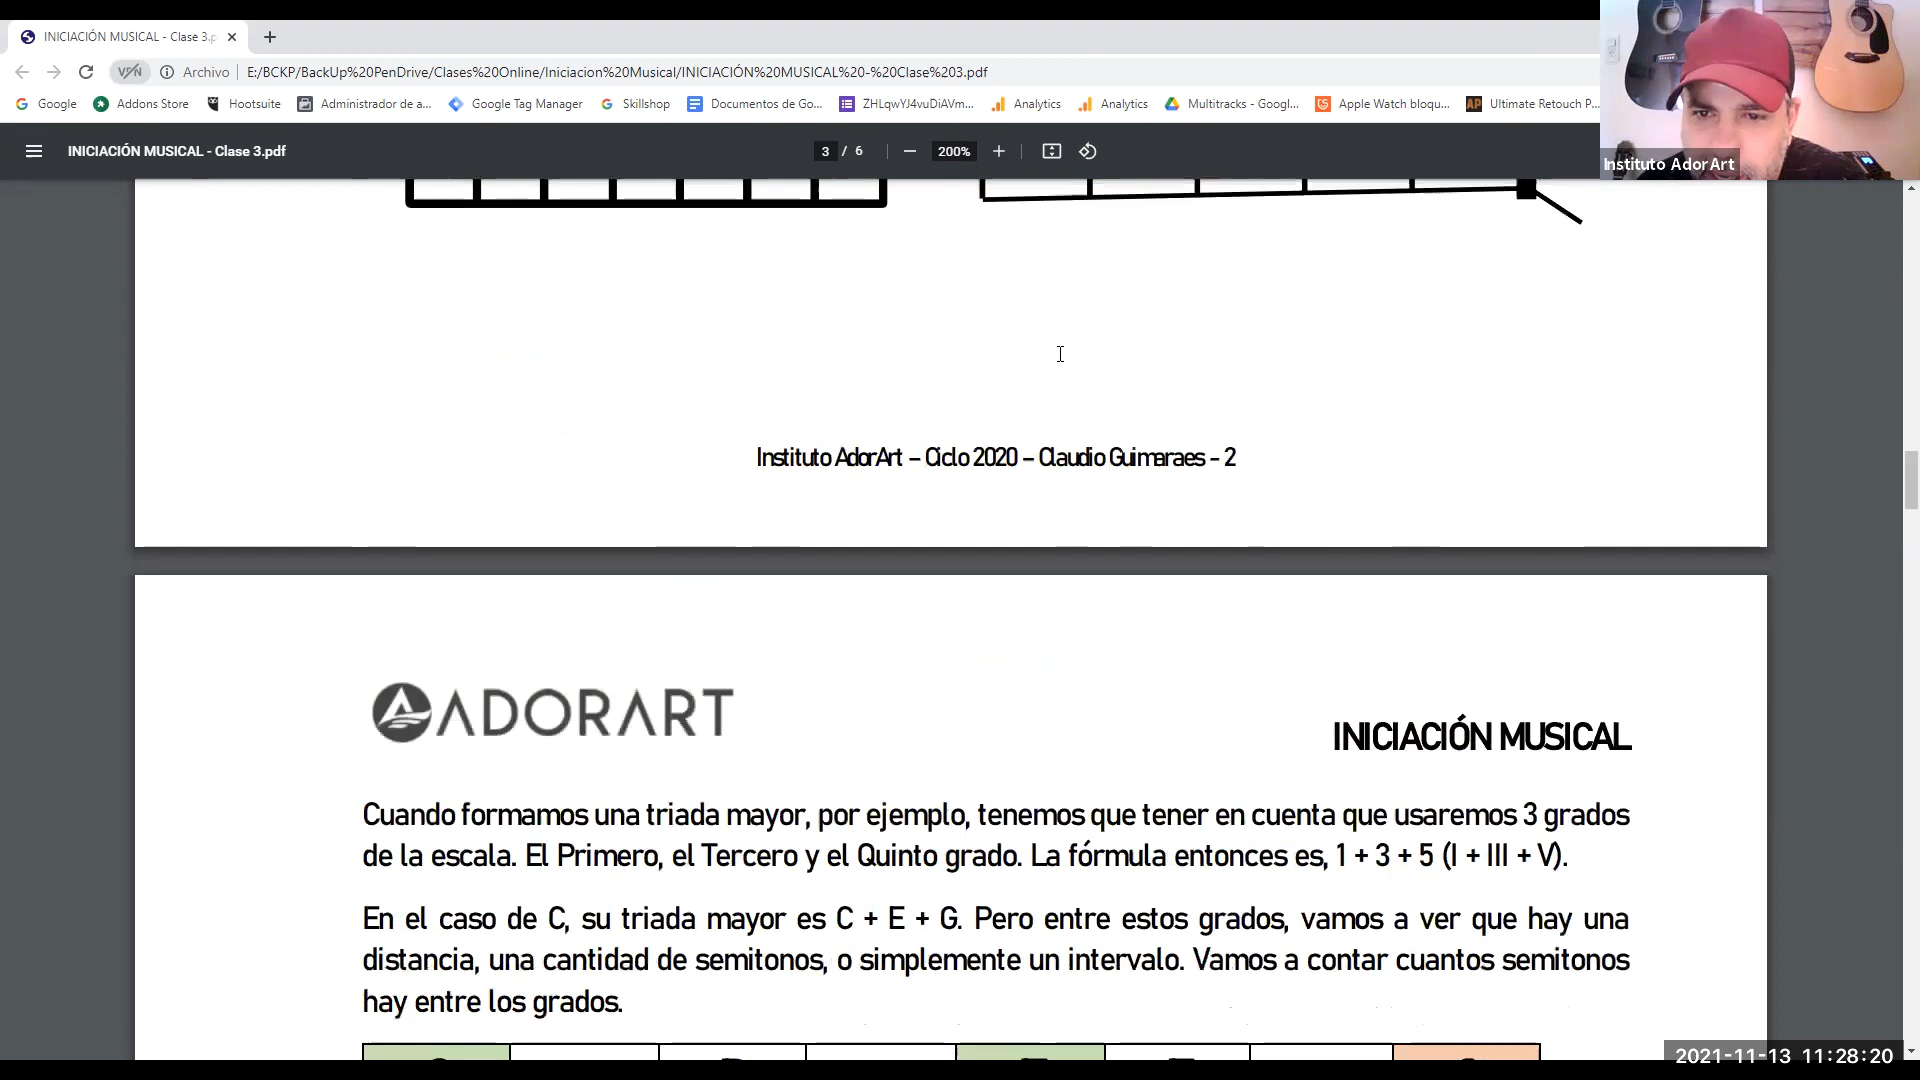 INICIACIÓN MUSICAL - Clase 3.p
VPN Archivo E:/BCKP/BackUp%20PenDrive/Clases%20Online/Iniciacion%20Musical/INICIACIÓN%20MUSICAL%20-%20Clase%203.pdf
Google Addons Store Hootsuite Administrador de a... Google Tag Manager Skillshop Documentos de Go... ZHLqwYJ4vuDiAVm... Analytics Analytics Multitracks - Googl... Apple Watch bloqu... Ultimate Retouch P...
Instituto AdorArt
INICIACIÓN MUSICAL - Clase 3.pdf 3 / 6 200%
Instituto AdorArt – Ciclo 2020 – Claudio Guimaraes - 2
ADORART
INICIACIÓN MUSICAL
Cuando formamos una triada mayor, por ejemplo, tenemos que tener en cuenta que usaremos 3 grados
de la escala. El Primero, el Tercero y el Quinto grado. La fórmula entonces es, 1 + 3 + 5 (I + III + V).
En el caso de C, su triada mayor es C + E + G. Pero entre estos grados, vamos a ver que hay una
distancia, una cantidad de semitonos, o simplemente un intervalo. Vamos a contar cuantos semitonos
hay entre los grados.
2021-11-13 11:28:20